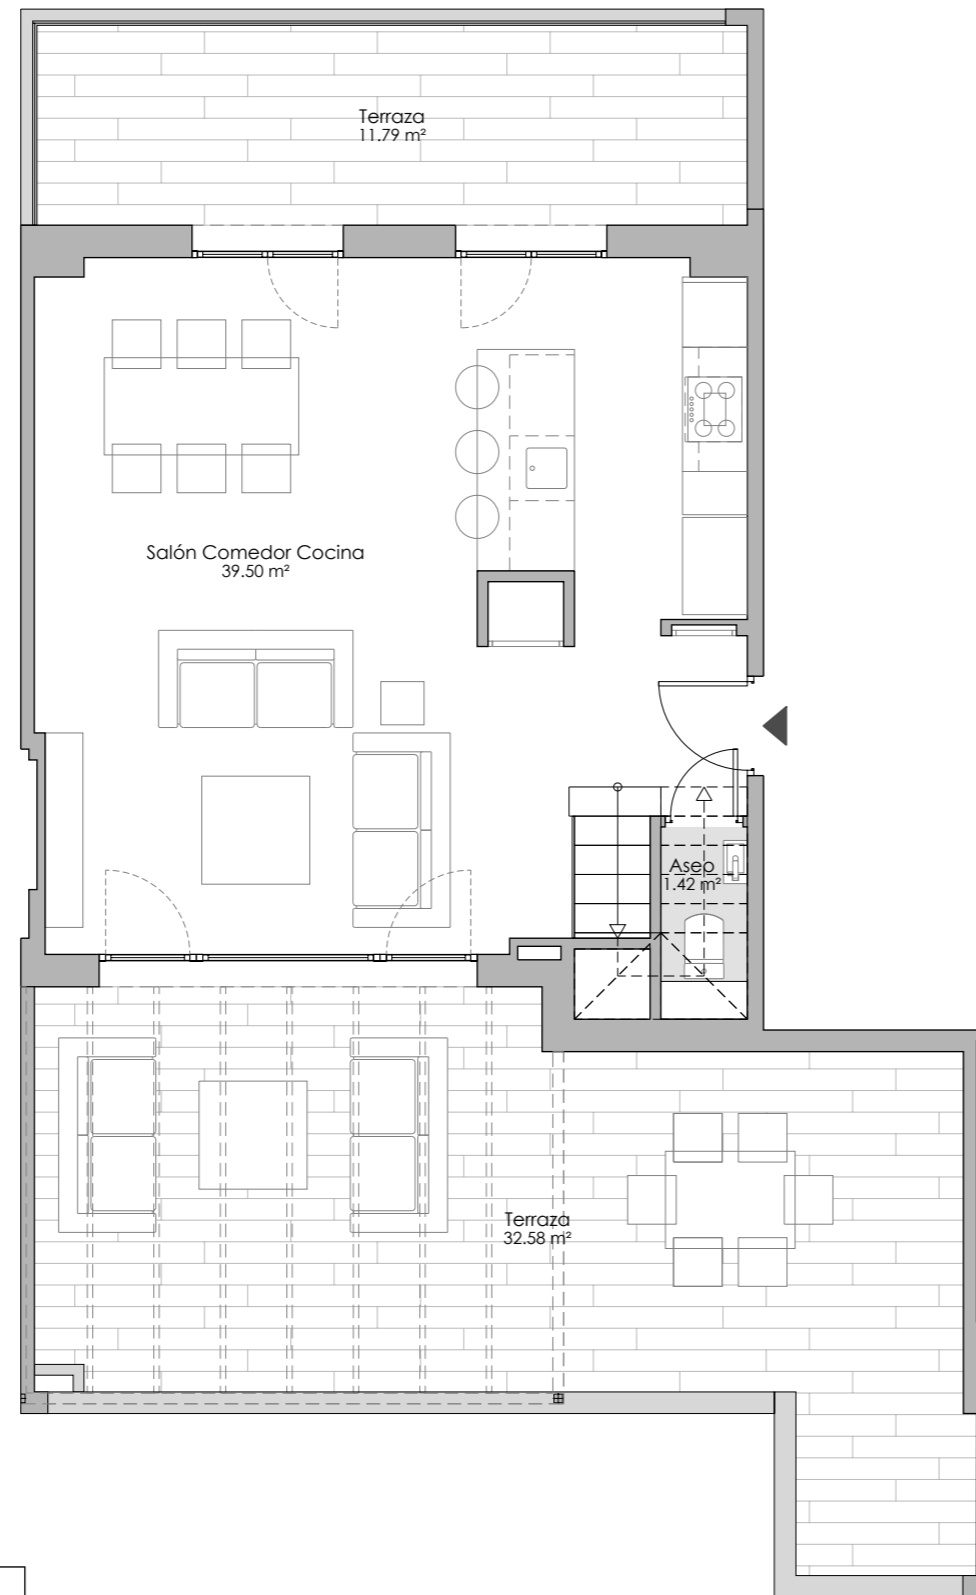 Terraza
11.79 m²
Salón Comedor Cocina
39.50 m²
Aseo
1.42 m²
Terraza
32.58 m²